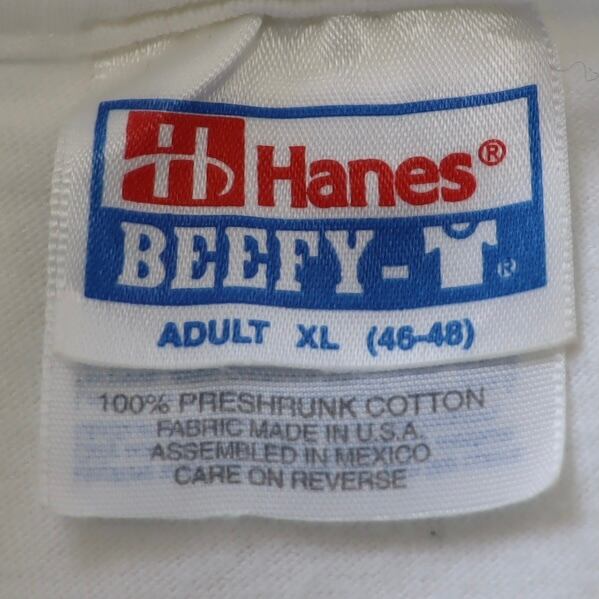 Hanes®
BEEFY-T®
ADULT XL (46-48)
100% PRESHRUNK COTTON
FABRIC MADE IN U.S.A.
ASSEMBLED IN MEXICO
CARE ON REVERSE